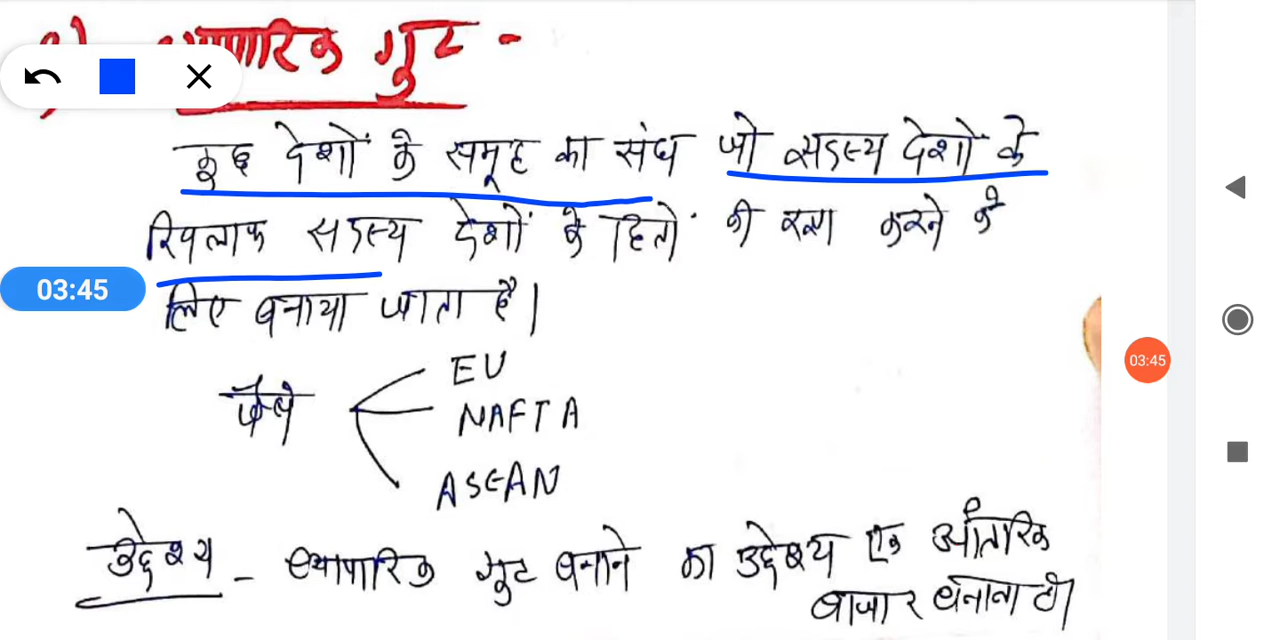 व्यापारिक गुट -
कुछ देशों के समूह का संघ जो सदस्य देशों के
खिलाफ सदस्य देशों के हितों की रक्षा करने के
03:45
लिए बनाया जाता है।
03:45
जैसे
EU
NAFTA
ASEAN
उद्देश्य - व्यापारिक गुट बनाने का उद्देश्य एक आंतरिक
बाजार बनाना है।